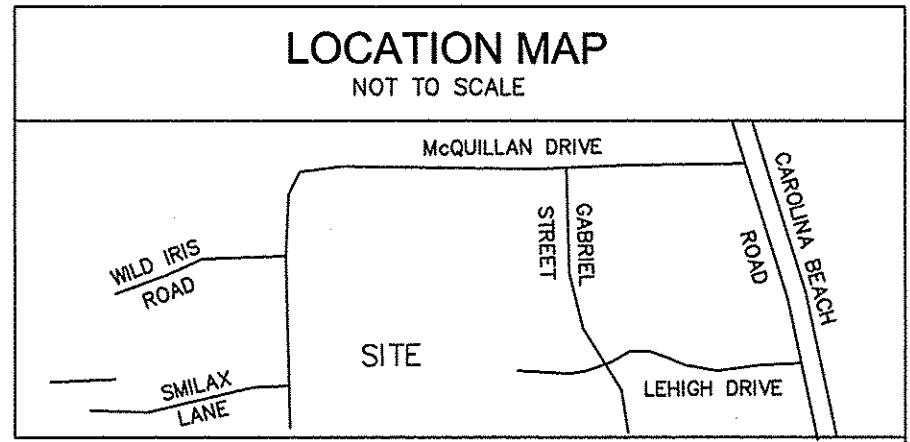 LOCATION MAP
NOT TO SCALE
McQUILLAN DRIVE
CAROLINA BEACH
ROAD
GABRIEL
STREET
WILD IRIS
ROAD
SITE
SMILAX
LANE
LEHIGH DRIVE